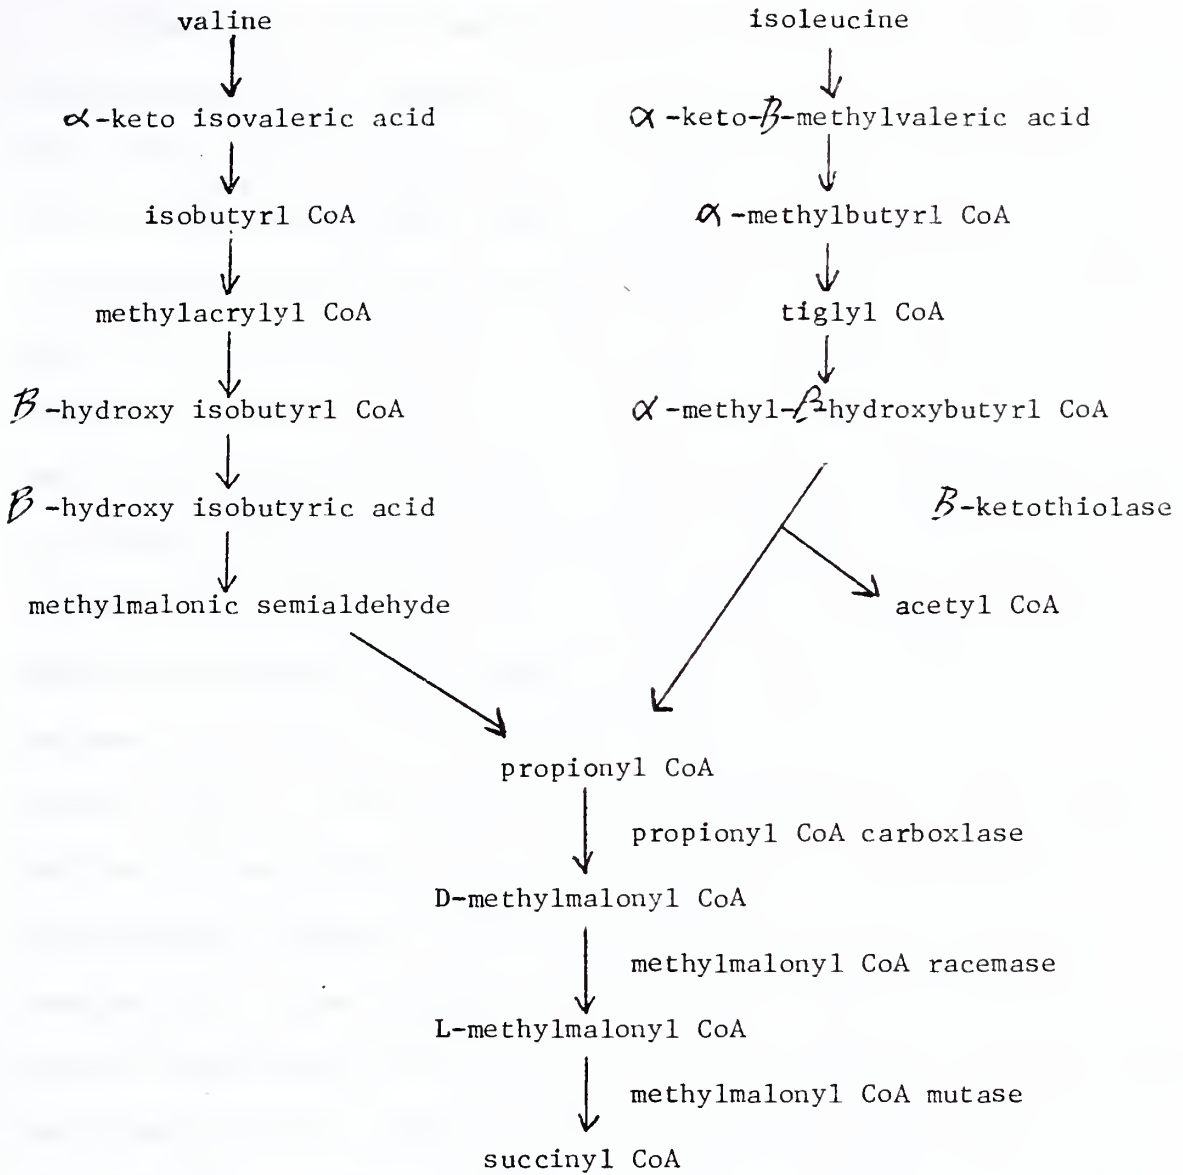 valine
isoleucine
α-keto isovaleric acid
α-keto-β-methylvaleric acid
isobutyrl CoA
α-methylbutyrl CoA
methylacrylyl CoA
tiglyl CoA
β-hydroxy isobutyrl CoA
α-methyl-β-hydroxybutyrl CoA
β-hydroxy isobutyric acid
β-ketothiolase
methylmalonic semialdehyde
acetyl CoA
propionyl CoA
propionyl CoA carboxlase
D-methylmalonyl CoA
methylmalonyl CoA racemase
L-methylmalonyl CoA
methylmalonyl CoA mutase
succinyl CoA